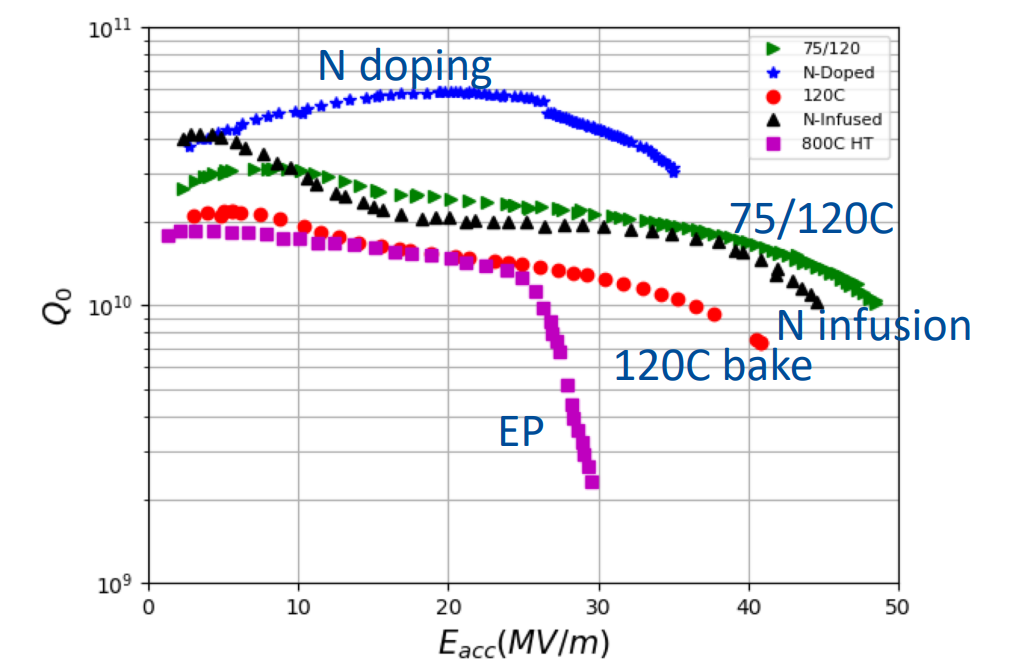 10¹¹
N doping
75/120
N-Doped
120C
N-Infused
800C HT
75/120C
Q₀
10¹⁰
N infusion
120C bake
EP
10⁹
0 10 20 30 40 50
E_acc(MV/m)